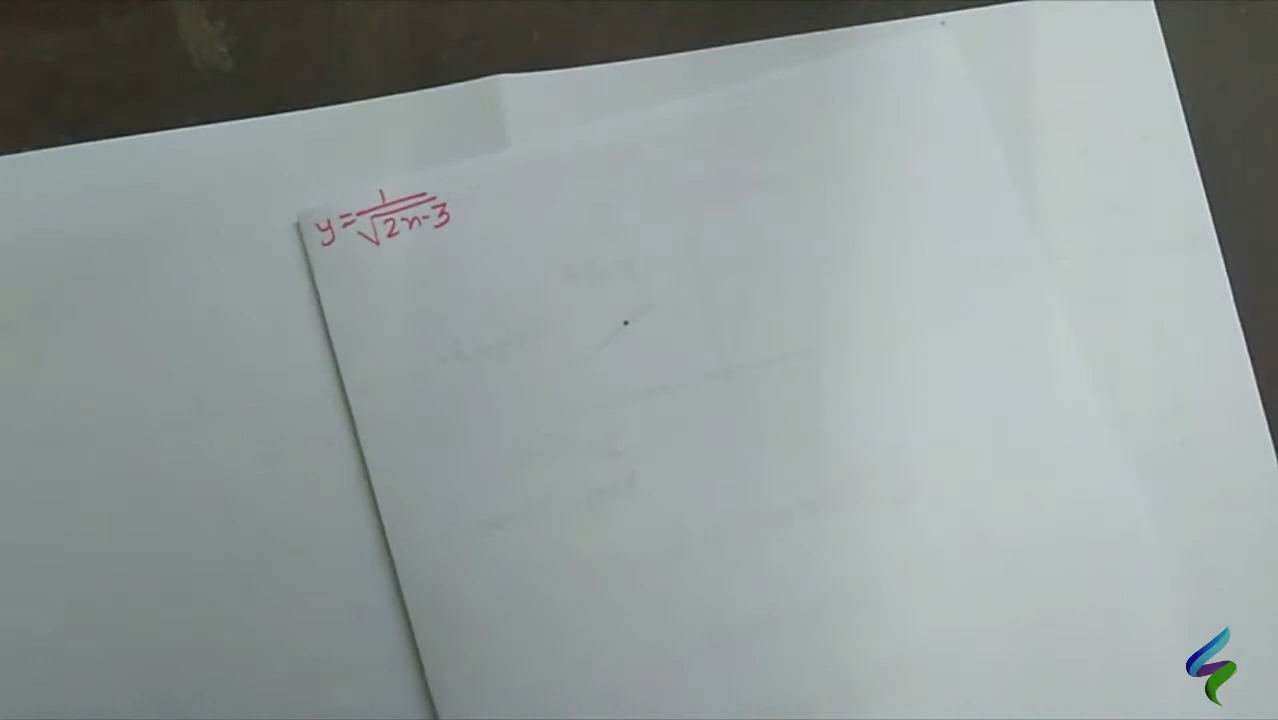 y = 1/√(2x-3)